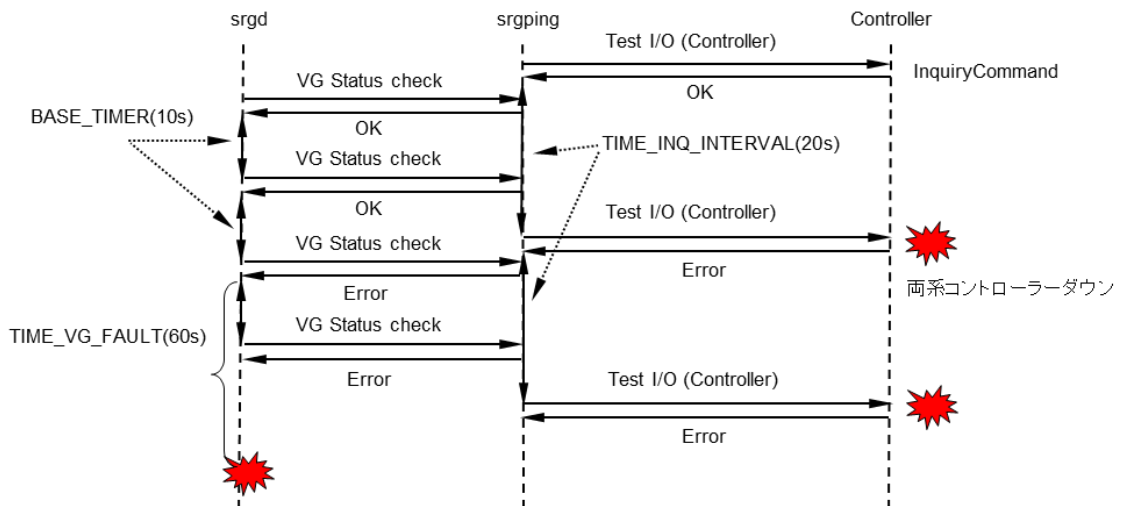 srgd
srgping
Controller
Test I/O (Controller)
InquiryCommand
VG Status check
OK
BASE_TIMER(10s)
OK
TIME_INQ_INTERVAL(20s)
VG Status check
OK
Test I/O (Controller)
VG Status check
Error
両系コントローラーダウン
Error
VG Status check
TIME_VG_FAULT(60s)
Error
Test I/O (Controller)
Error